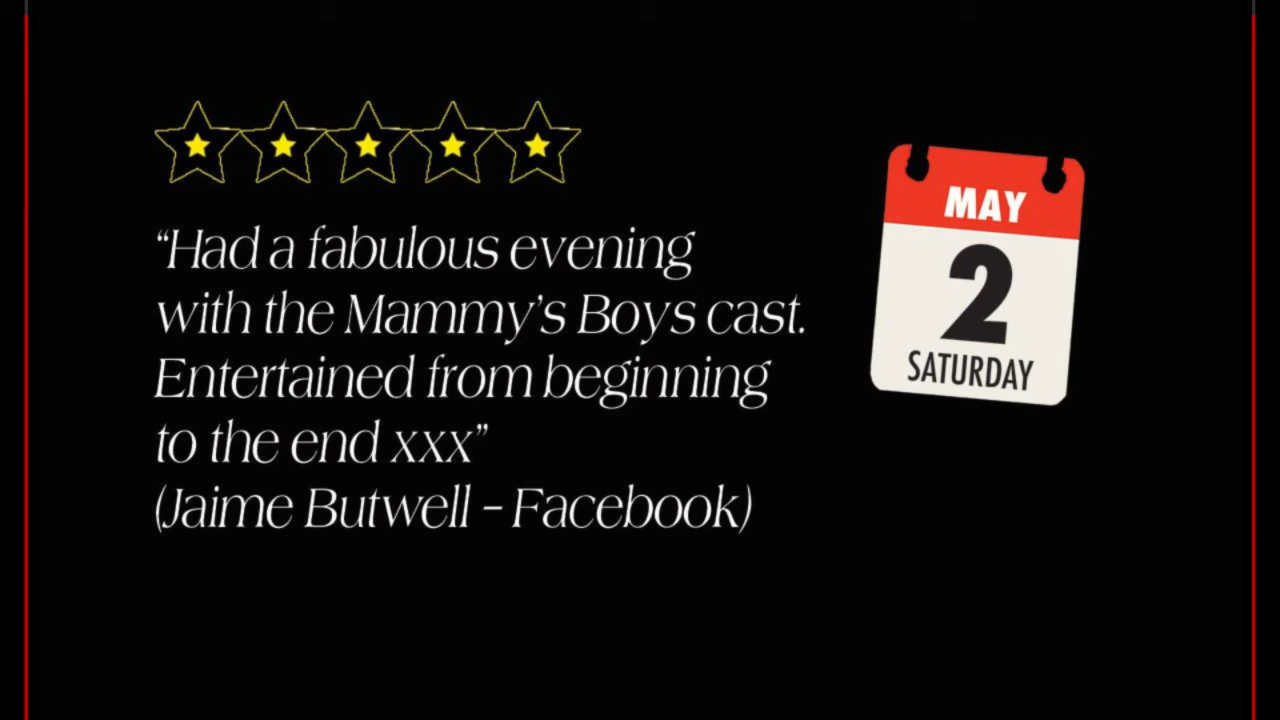 “Had a fabulous evening
with the Mammy’s Boys cast.
Entertained from beginning
to the end xxx”
(Jaime Butwell – Facebook)
MAY
2
SATURDAY